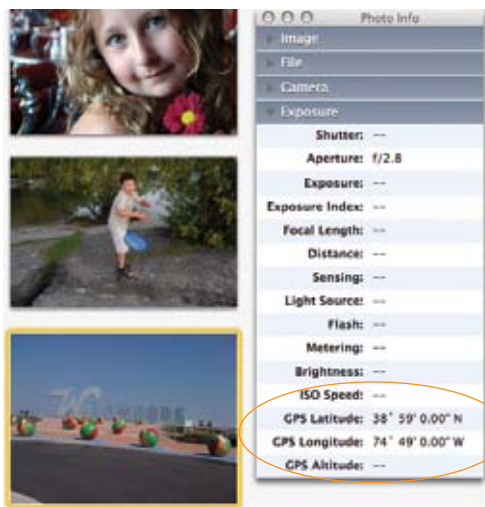 Photo Info
Image
File
Camera
Exposure
Shutter: --
Aperture: f/2.8
Exposure: --
Exposure Index: --
Focal Length: --
Distance: --
Sensing: --
Light Source: --
Flash: --
Metering: --
Brightness: --
ISO Speed: --
GPS Latitude: 38° 59' 0.00" N
GPS Longitude: 74° 49' 0.00" W
GPS Altitude: --